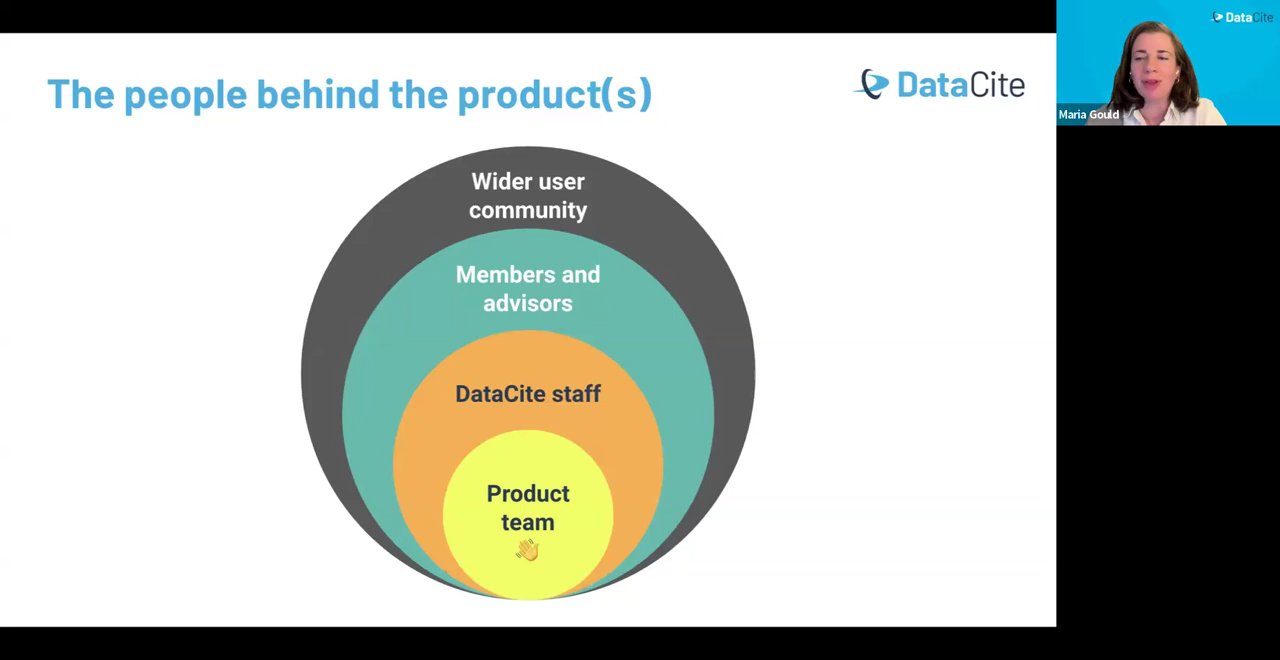 The people behind the product(s)
DataCite
Wider user
community
Members and
advisors
DataCite staff
Product
team
DataCite
Maria Gould